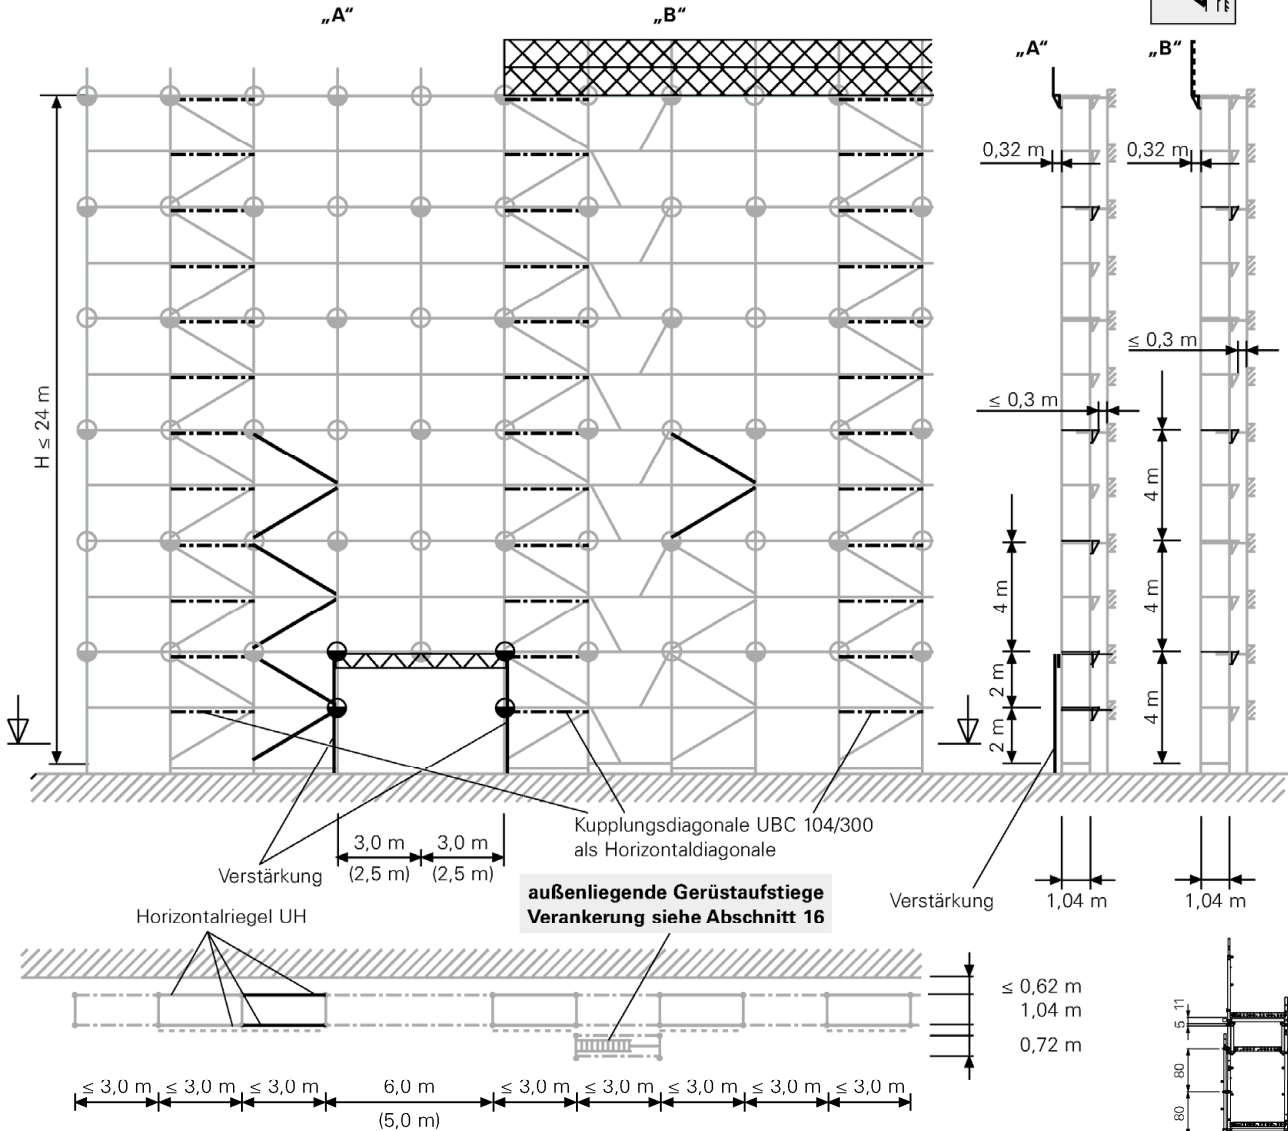 „A“
„B“
„A“
„B“
0,32 m
0,32 m
≤ 0,3 m
≤ 0,3 m
H ≤ 24 m
4 m
4 m
4 m
2 m
2 m
4 m
Kupplungsdiagonale UBC 104/300
als Horizontaldiagonale
3,0 m
3,0 m
(2,5 m)
(2,5 m)
Verstärkung
außenliegende Gerüstaufstiege
Verankerung siehe Abschnitt 16
Verstärkung
1,04 m
1,04 m
Horizontalriegel UH
≤ 0,62 m
1,04 m
0,72 m
11
5
80
80
≤ 3,0 m
≤ 3,0 m
≤ 3,0 m
6,0 m
≤ 3,0 m
≤ 3,0 m
≤ 3,0 m
≤ 3,0 m
≤ 3,0 m
(5,0 m)